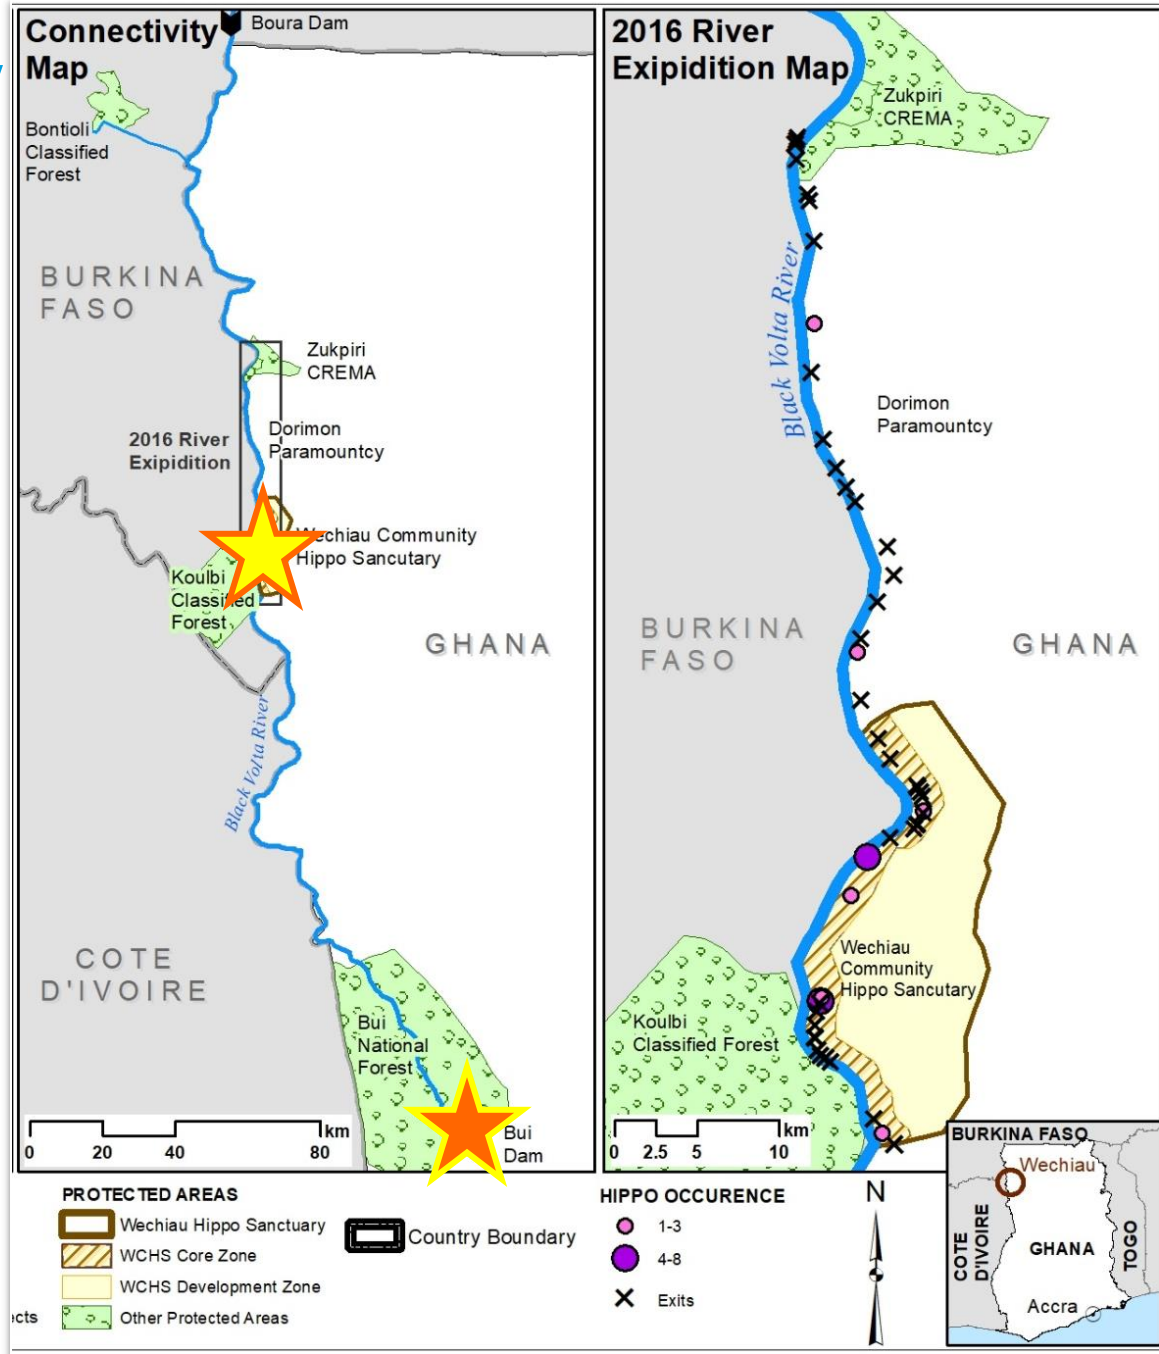 Connectivity
Map
Boura Dam
Bontioli
Classified
Forest
BURKINA
FASO
Zukpiri
CREMA
2016 River
Exipidition
Dorimon
Paramountcy
Wechiau Community
Hippo Sancutary
Koulbi
Classified
Forest
GHANA
Black Volta River
COTE
D'IVOIRE
Bui
National
Forest
Bui
Dam
km
0 20 40 80
2016 River
Exipidition Map
Zukpiri
CREMA
Black Volta River
Dorimon
Paramountcy
BURKINA
FASO
GHANA
Wechiau
Community
Hippo Sancutary
Koulbi
Classified Forest
km
0 2.5 5 10
BURKINA FASO
Wechiau
COTE
D'IVOIRE
GHANA
TOGO
Accra
PROTECTED AREAS
Wechiau Hippo Sanctuary
WCHS Core Zone
WCHS Development Zone
Other Protected Areas
Country Boundary
HIPPO OCCURENCE
1-3
4-8
Exits
N
cts